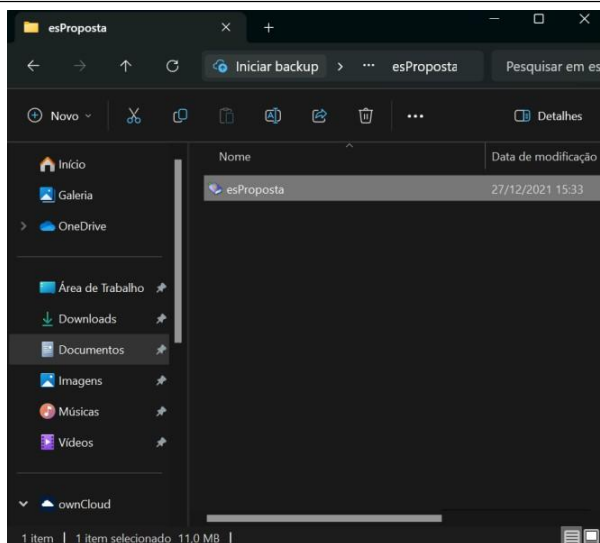 esProposta
Iniciar backup > ... esProposta
Pesquisar em es
Novo
Detalhes
Início
Galeria
OneDrive
Área de Trabalho
Downloads
Documentos
Imagens
Músicas
Vídeos
ownCloud
Nome
Data de modificação
esProposta
27/12/2021 15:33
1 item | 1 item selecionado 11,0 MB |